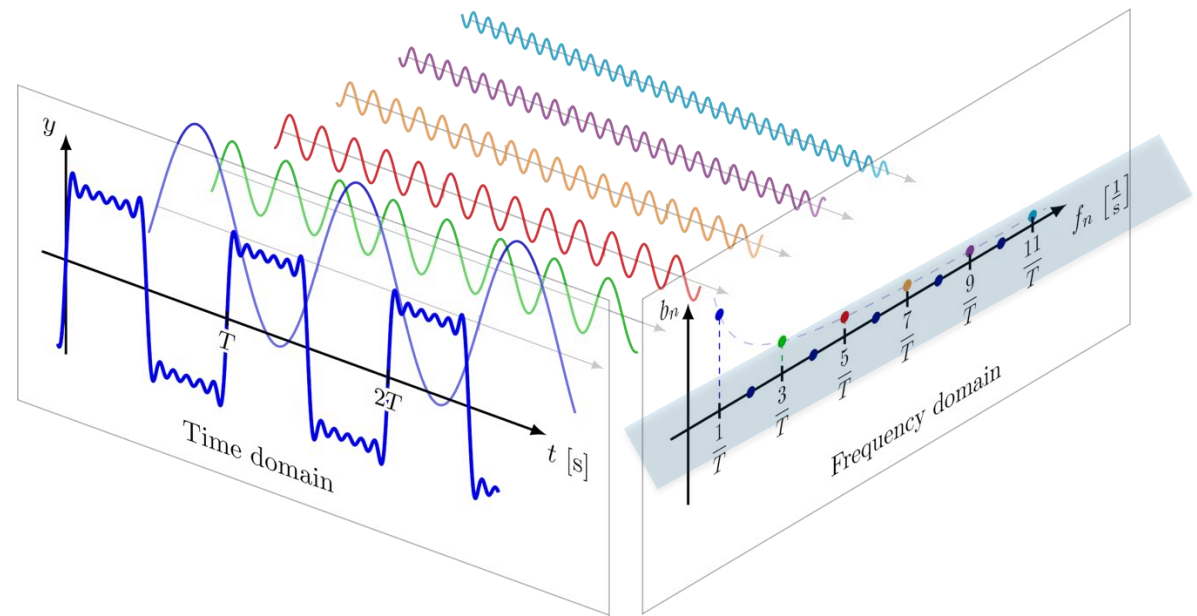 y
T
2T
t [s]
Time domain
b_n
1/T
3/T
5/T
7/T
9/T
11/T
f_n [1/s]
Frequency domain